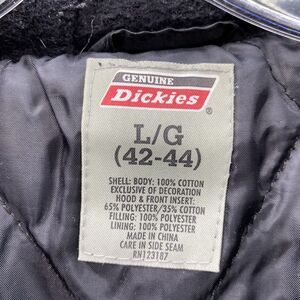 GENUINE
Dickies
®
L/G
(42-44)
SHELL: BODY: 100% COTTON
EXCLUSIVE OF DECORATION
HOOD & FRONT INSERT:
65% POLYESTER/35% COTTON
FILLING: 100% POLYESTER
LINING: 100% POLYESTER
MADE IN CHINA
CARE IN SIDE SEAM
RN123187